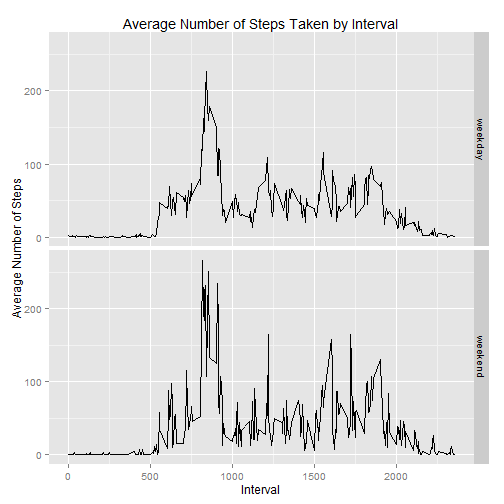 Average Number of Steps Taken by Interval
Average Number of Steps
200
100
0
weekday
200
100
0
weekend
0 500 1000 1500 2000
Interval